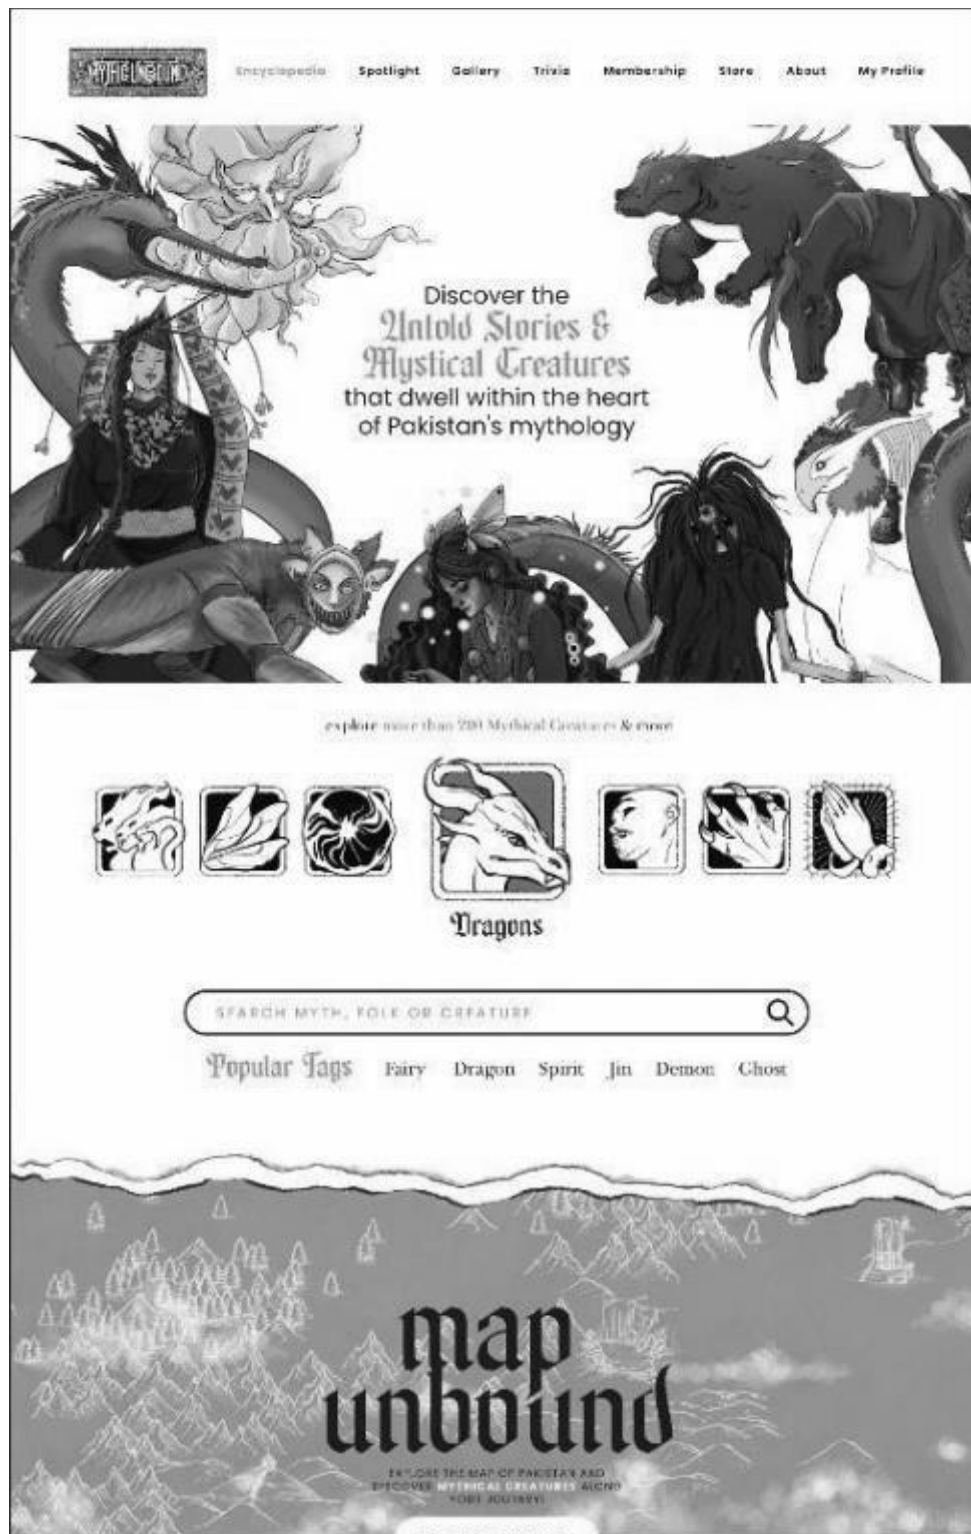 MYTHIC UNBOUND
Encyclopedia Spotlight Gallery Trivia Membership Store About My Profile
Discover the
Untold Stories &
Mystical Creatures
that dwell within the heart
of Pakistan's mythology
explore more than 200 Mythical Creatures & more
Dragons
SEARCH MYTH, FOLK OR CREATURE
Popular Tags Fairy Dragon Spirit Jin Demon Ghost
map
unbound
EXPLORE THE MAP OF PAKISTAN AND
DISCOVER MYTHICAL CREATURES ALONG
YOUR JOURNEY!